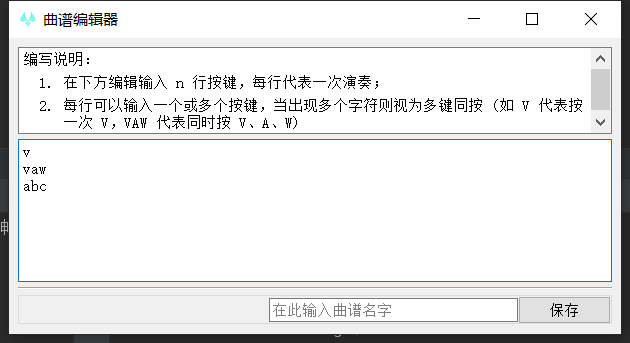 曲谱编辑器
编写说明：
1. 在下方编辑输入 n 行按键，每行代表一次演奏；
2. 每行可以输入一个或多个按键，当出现多个字符则视为多键同按（如 V 代表按
一次 V，VAW 代表同时按 V、A、W）
v
vaw
abc
在此输入曲谱名字
保存